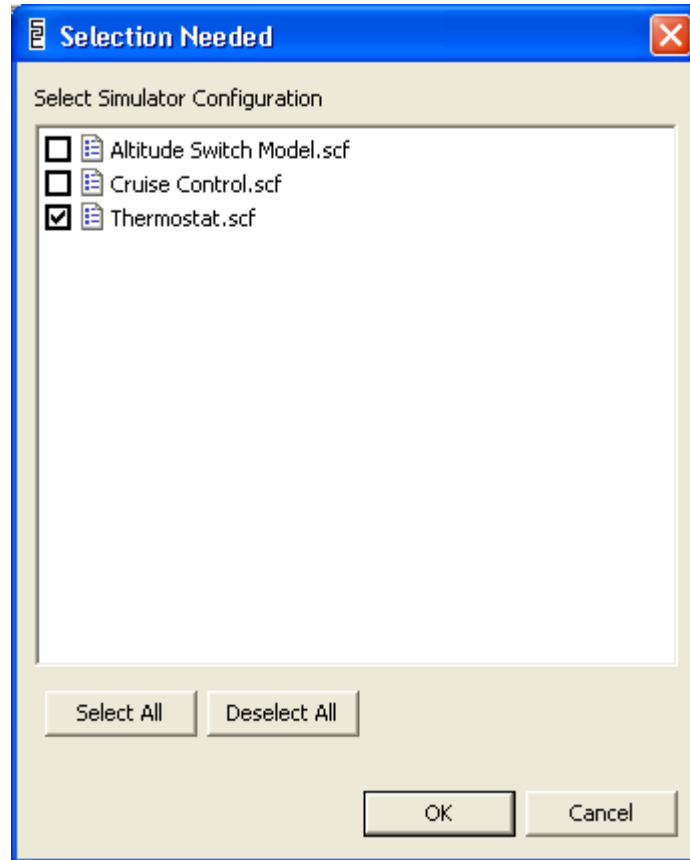 Selection Needed
Select Simulator Configuration
Altitude Switch Model.scf
Cruise Control.scf
Thermostat.scf
Select All Deselect All
OK Cancel